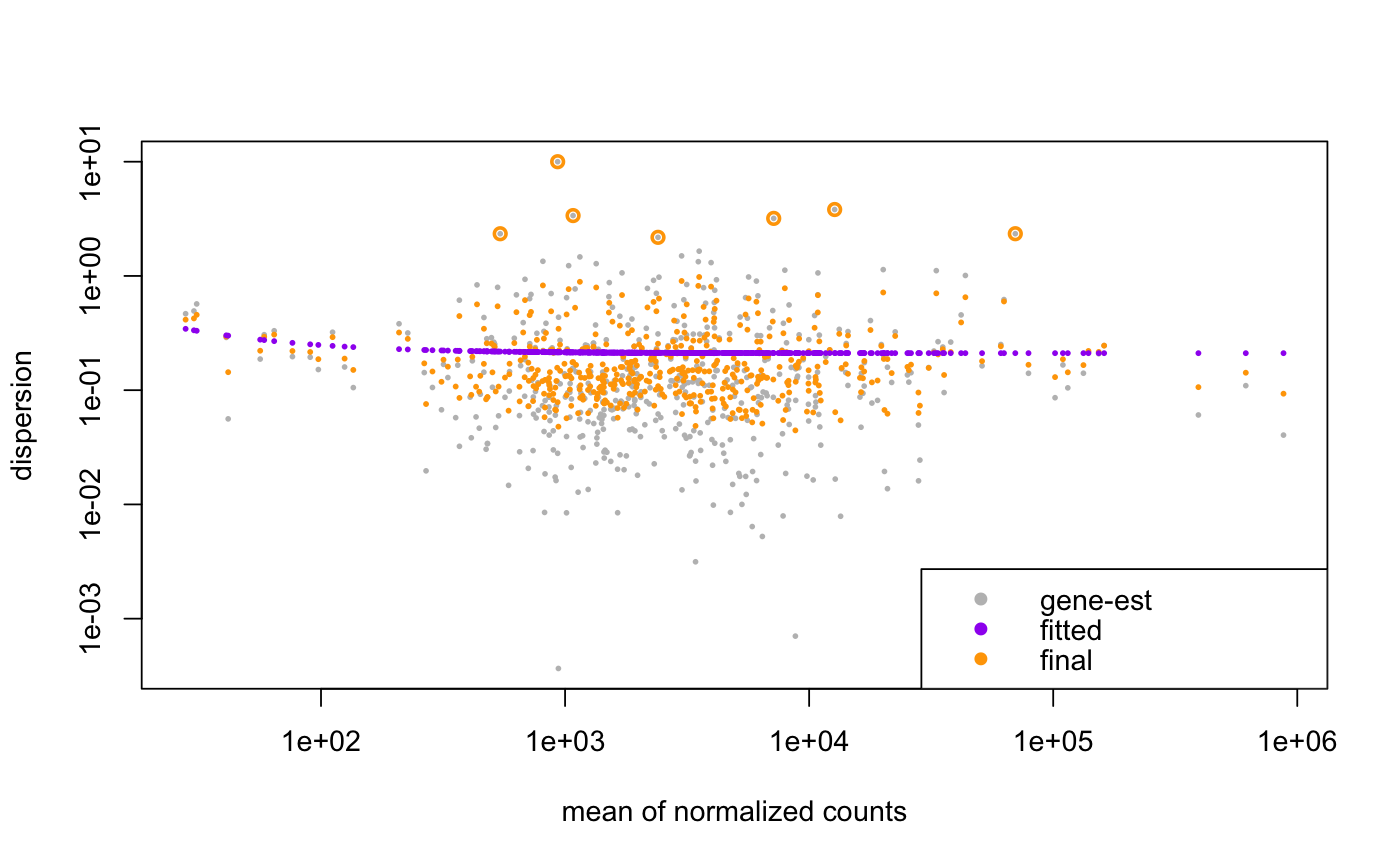 1e+01
1e+00
1e-01
1e-02
1e-03
dispersion
gene-est
fitted
final
1e+02 1e+03 1e+04 1e+05 1e+06
mean of normalized counts